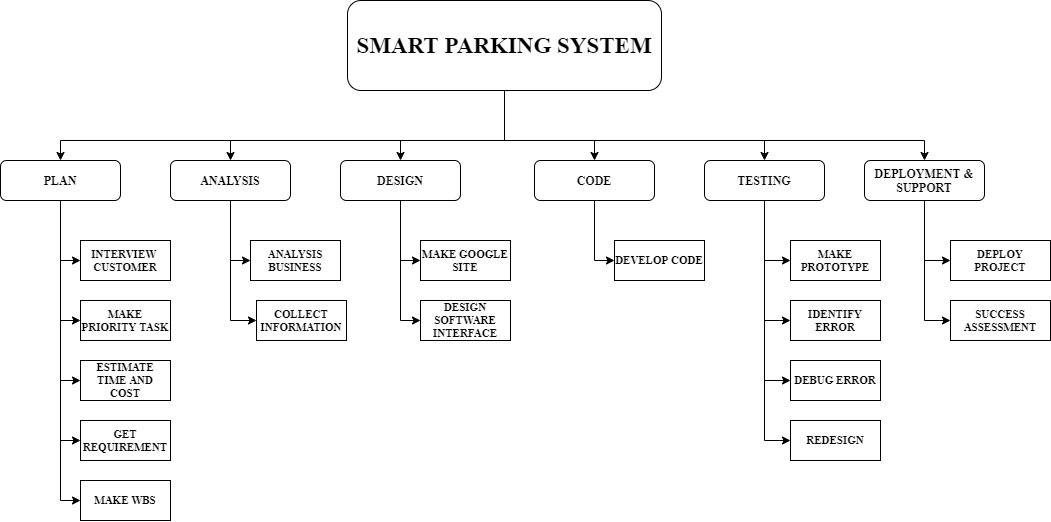 SMART PARKING SYSTEM
PLAN
ANALYSIS
DESIGN
CODE
TESTING
DEPLOYMENT &
SUPPORT
INTERVIEW
CUSTOMER
MAKE
PRIORITY TASK
ESTIMATE
TIME AND
COST
GET
REQUIREMENT
MAKE WBS
ANALYSIS
BUSINESS
COLLECT
INFORMATION
MAKE GOOGLE
SITE
DESIGN
SOFTWARE
INTERFACE
DEVELOP CODE
MAKE
PROTOTYPE
IDENTIFY
ERROR
DEBUG ERROR
REDESIGN
DEPLOY
PROJECT
SUCCESS
ASSESSMENT